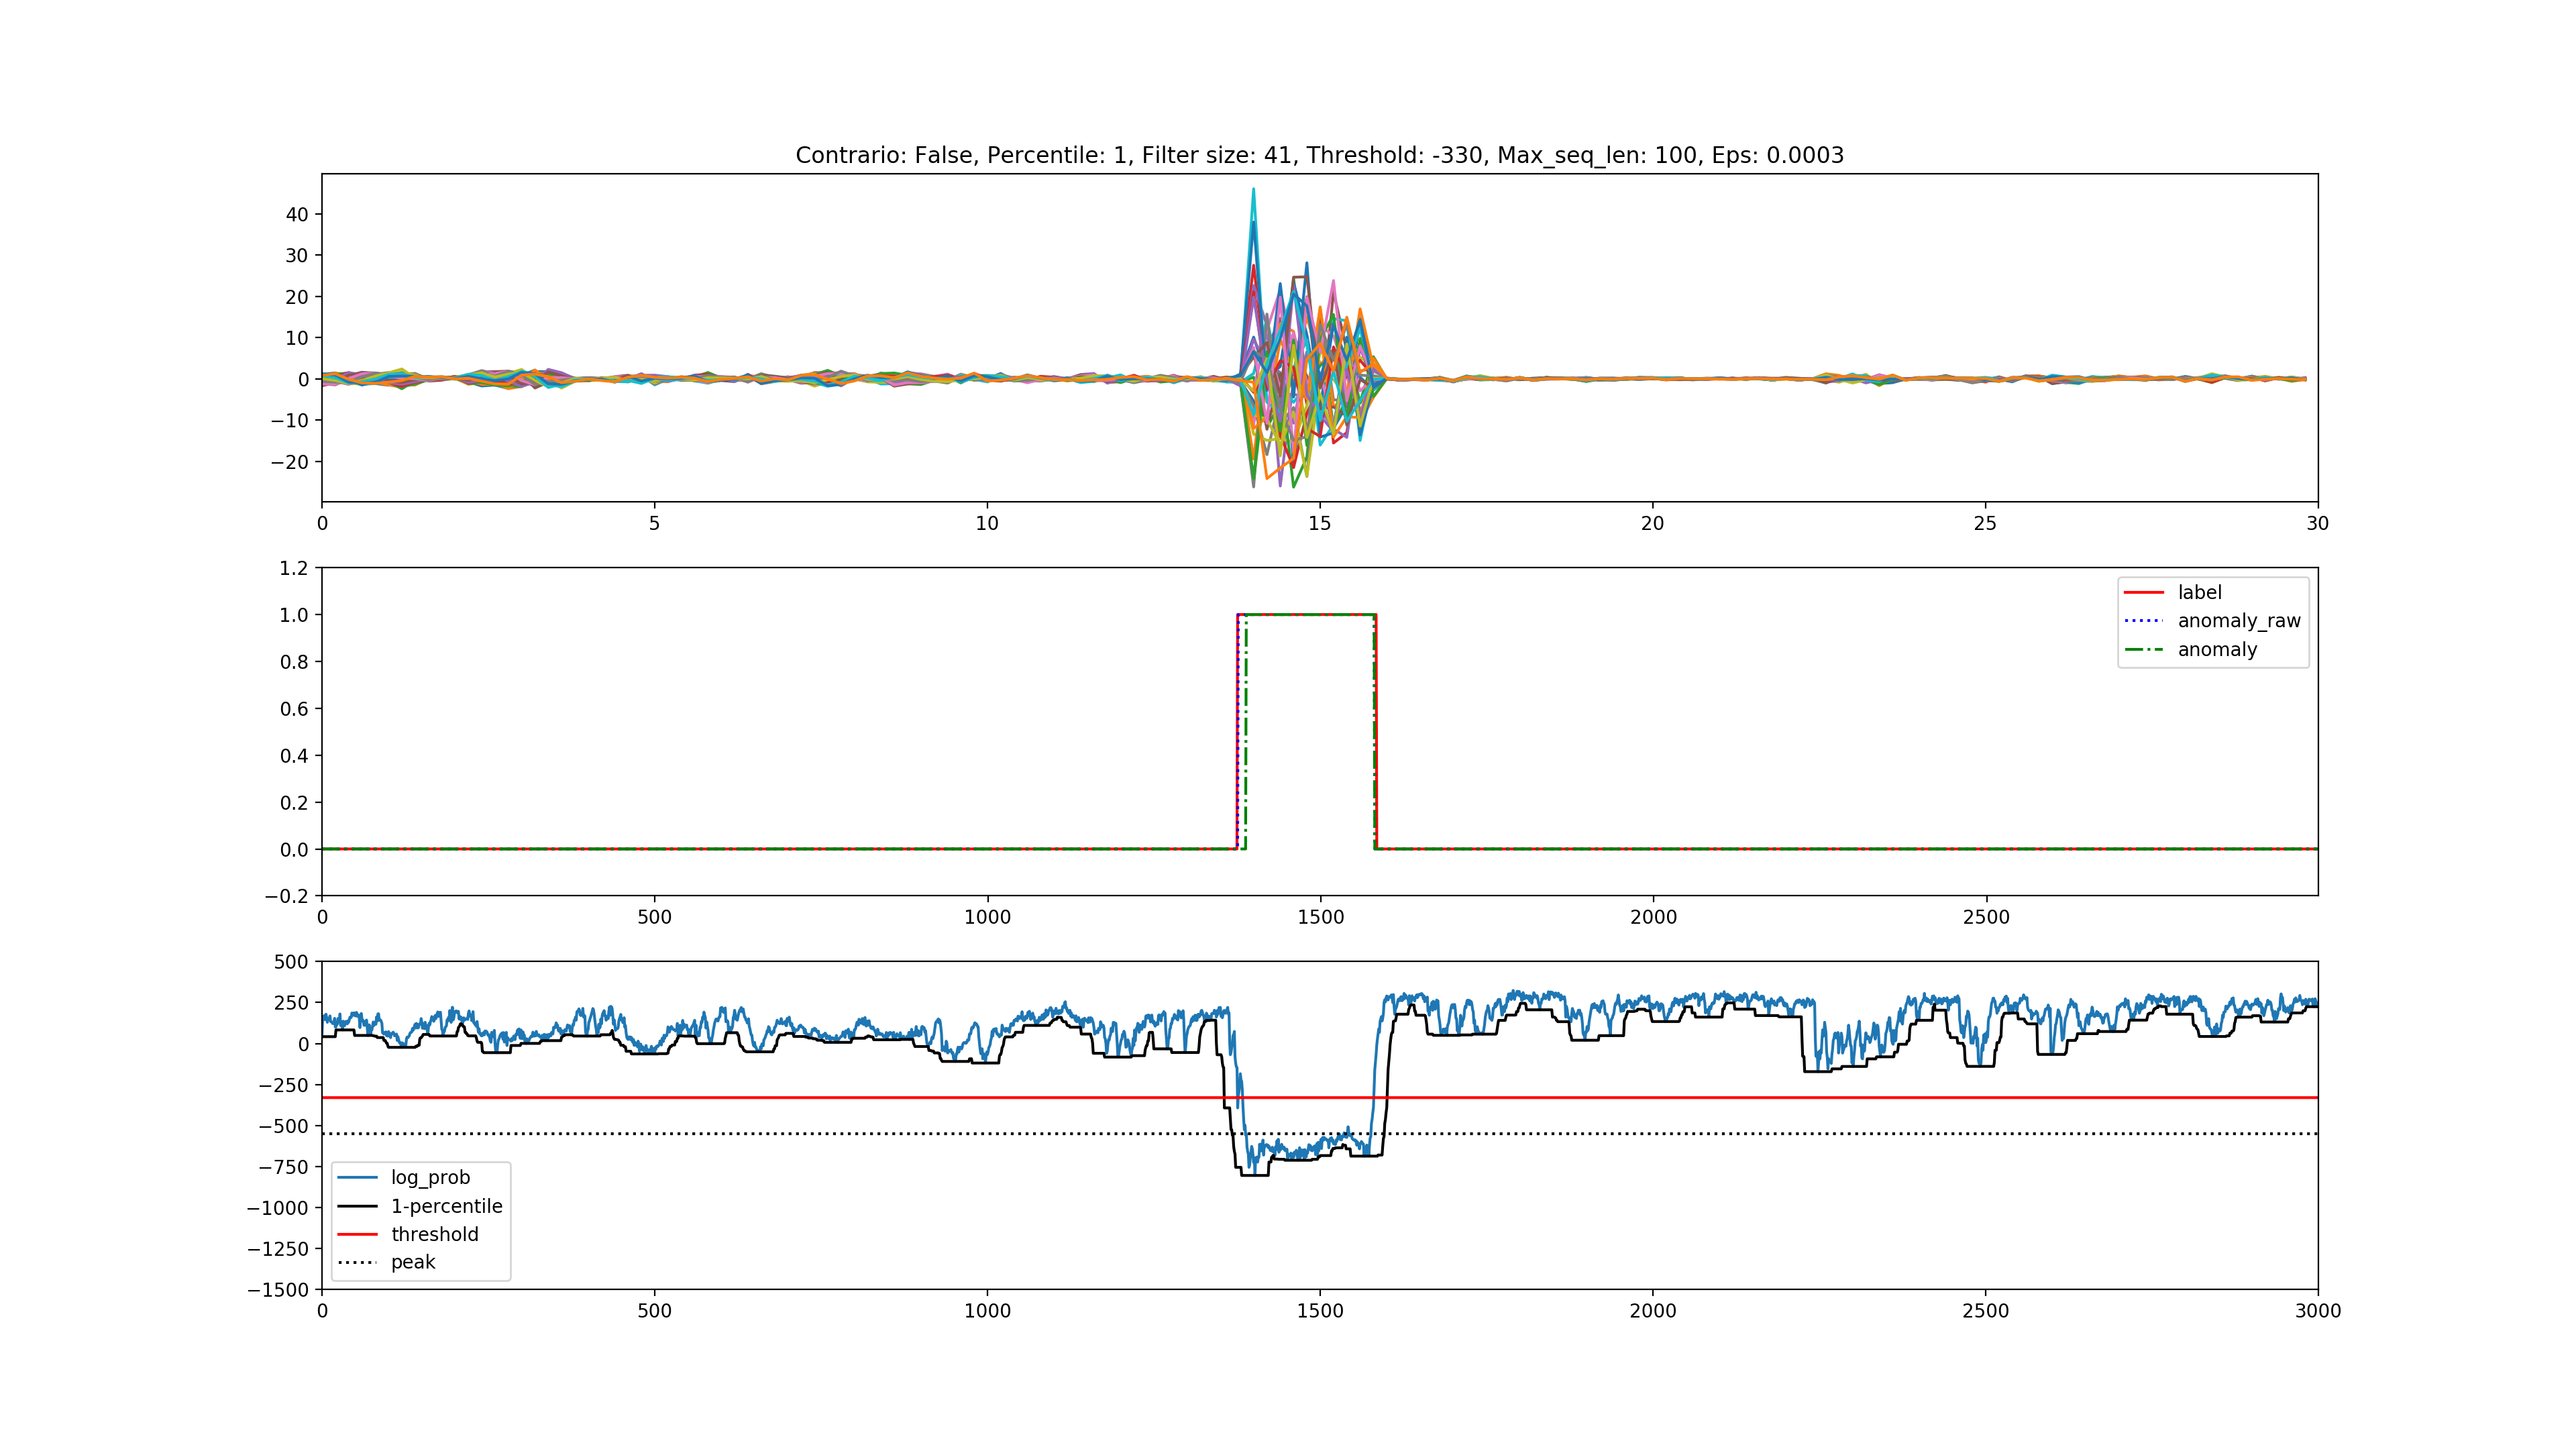 Contrario: False, Percentile: 1, Filter size: 41, Threshold: -330, Max_seq_len: 100, Eps: 0.0003
40
30
20
10
0
−10
−20
0 5 10 15 20 25 30
1.2
1.0
0.8
0.6
0.4
0.2
0.0
−0.2
label
anomaly_raw
anomaly
0 500 1000 1500 2000 2500
500
250
0
−250
−500
−750
−1000
−1250
−1500
log_prob
1-percentile
threshold
peak
0 500 1000 1500 2000 2500 3000